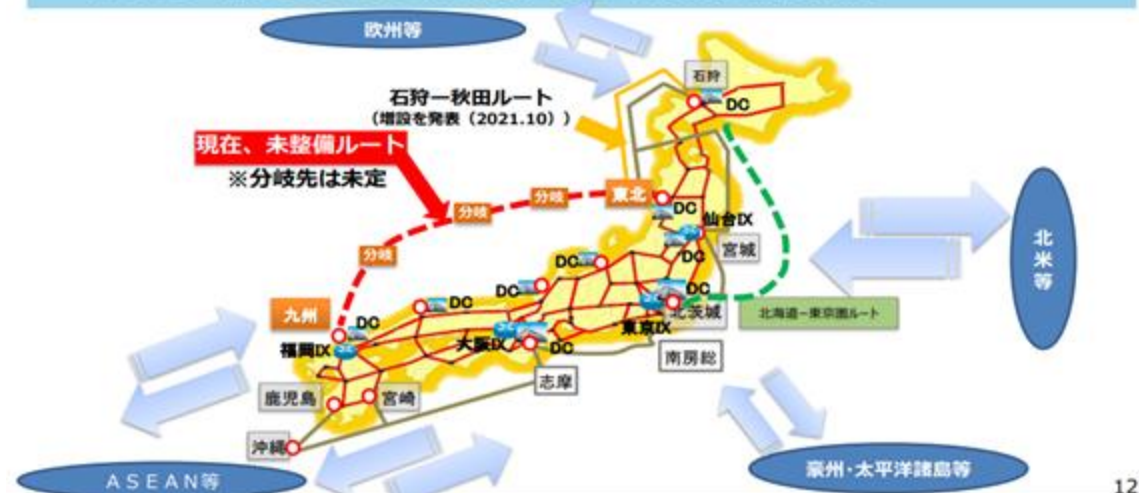 欧州等
石狩
DC
石狩ー秋田ルート
(増設を発表(2021.10))
現在、未整備ルート
※分岐先は未定
分岐
分岐
分岐
東北
DC
仙台IX
宮城
DC
北米等
DC
DC
DC
DC
北茨城
北海道ー東京圏ルート
九州
DC
福岡IX
大阪IX
DC
東京IX
南房総
志摩
鹿児島
宮崎
沖縄
ASEAN等
豪州・太平洋諸島等
12